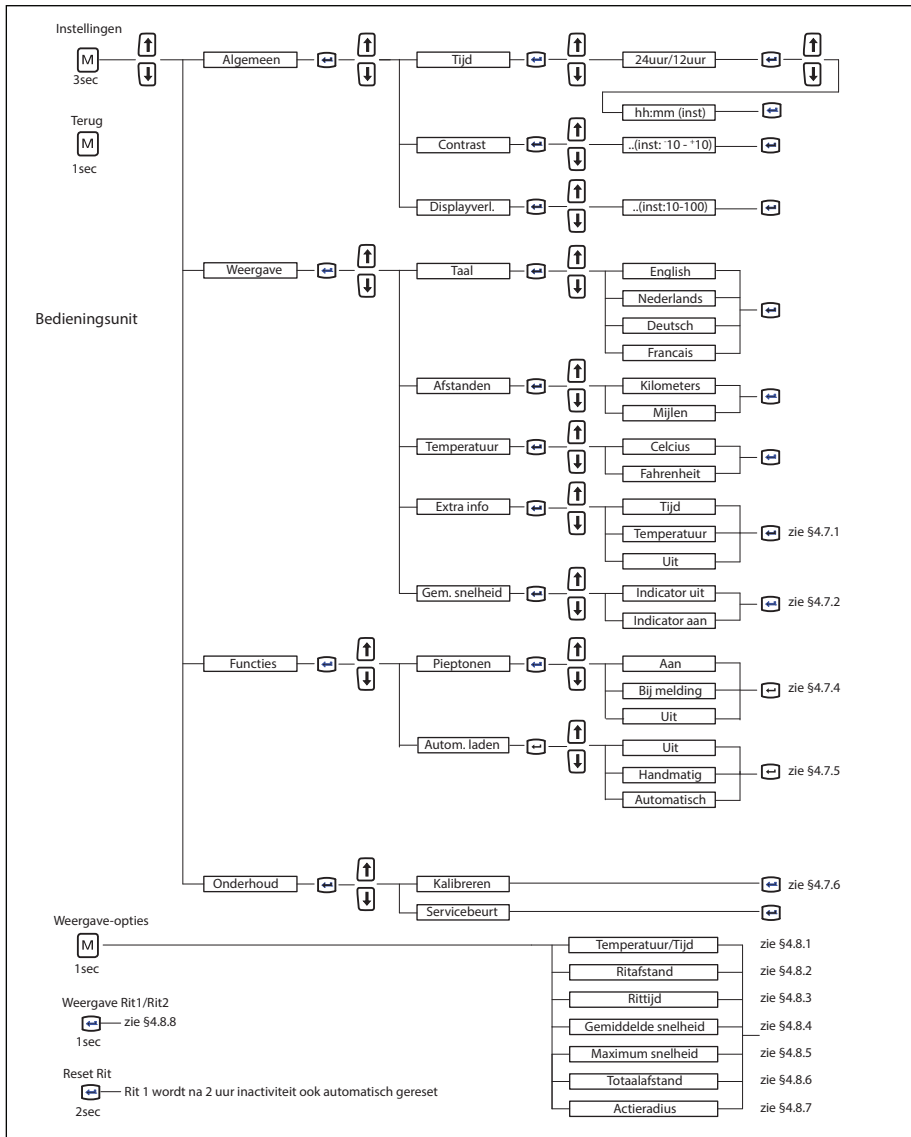 Instellingen
M
3sec
Terug
M
1sec
Bedieningsunit
Algemeen
Tijd
24uur/12uur
hh:mm (inst)
Contrast
..(inst: -10 - +10)
Displayverl.
..(inst:10-100)
Weergave
Taal
English
Nederlands
Deutsch
Francais
Afstanden
Kilometers
Mijlen
Temperatuur
Celcius
Fahrenheit
Extra info
Tijd
Temperatuur
Uit
zie §4.7.1
Gem. snelheid
Indicator uit
Indicator aan
zie §4.7.2
Functies
Pieptonen
Aan
Bij melding
Uit
zie §4.7.4
Autom. laden
Uit
Handmatig
Automatisch
zie §4.7.5
Onderhoud
Kalibreren
zie §4.7.6
Servicebeurt
Weergave-opties
M
1sec
Temperatuur/Tijd zie §4.8.1
Ritafstand zie §4.8.2
Rittijd zie §4.8.3
Gemiddelde snelheid zie §4.8.4
Maximum snelheid zie §4.8.5
Totaalafstand zie §4.8.6
Actieradius zie §4.8.7
Weergave Rit1/Rit2
zie §4.8.8
1sec
Reset Rit
Rit 1 wordt na 2 uur inactiviteit ook automatisch gereset
2sec